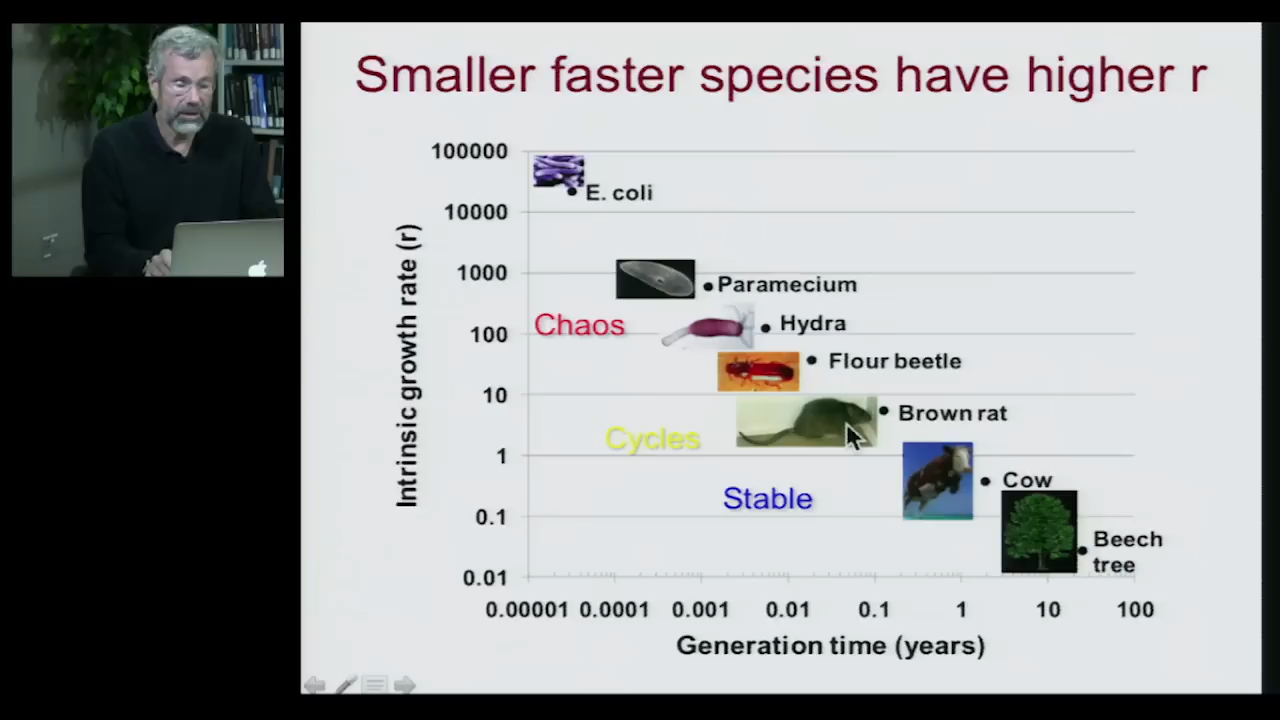 Smaller faster species have higher r
100000
E. coli
10000
1000
Paramecium
Chaos
Hydra
100
Flour beetle
10
Brown rat
Cycles
1
Cow
Stable
0.1
Beech
tree
0.01
0.00001 0.0001 0.001 0.01 0.1 1 10 100
Generation time (years)
Intrinsic growth rate (r)